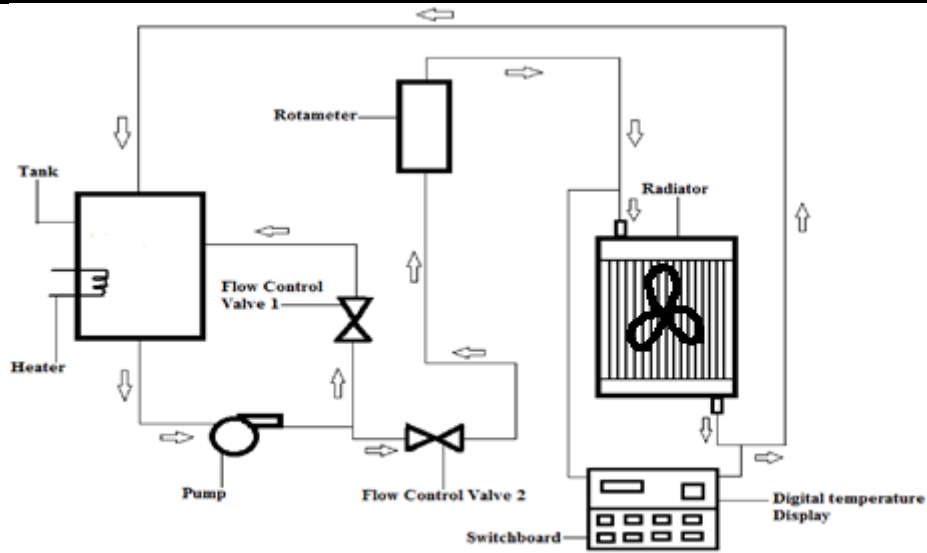 Rotameter
Tank
Radiator
Flow Control
Valve 1
Heater
Pump
Flow Control Valve 2
Digital temperature
Display
Switchboard